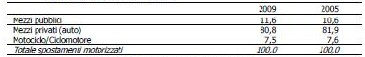 2009 2005
Mezzi pubblici 11,6 10,6
Mezzi privati (auto) 80,8 81,9
Motociclo/Ciclomotore 7,5 7,6
Totale spostamenti motorizzati 100,0 100,0